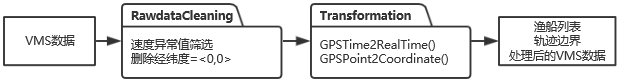 VMS数据
RawdataCleaning
速度异常值筛选
删除经纬度=<0,0>
Transformation
GPSTime2RealTime()
GPSPoint2Coordinate()
渔船列表
轨迹边界
处理后的VMS数据